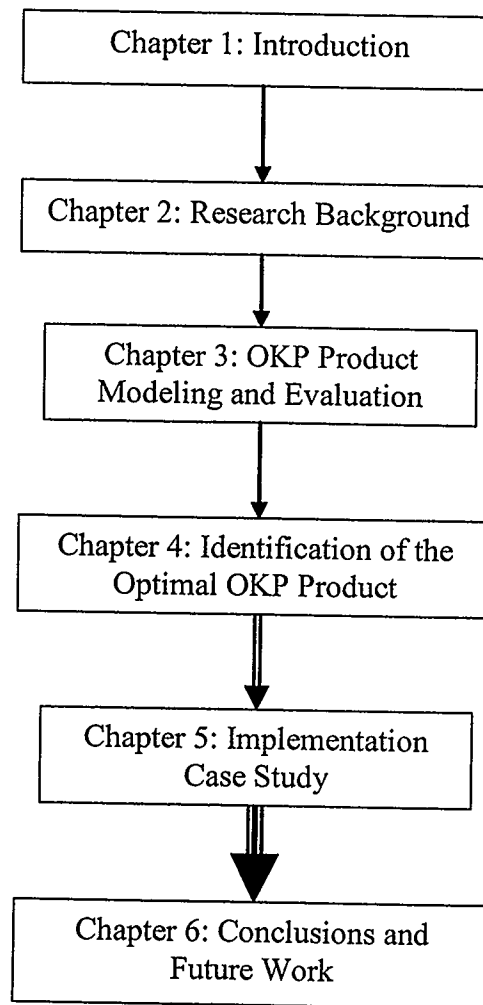 Chapter 1: Introduction
Chapter 2: Research Background
Chapter 3: OKP Product
Modeling and Evaluation
Chapter 4: Identification of the
Optimal OKP Product
Chapter 5: Implementation
Case Study
Chapter 6: Conclusions and
Future Work